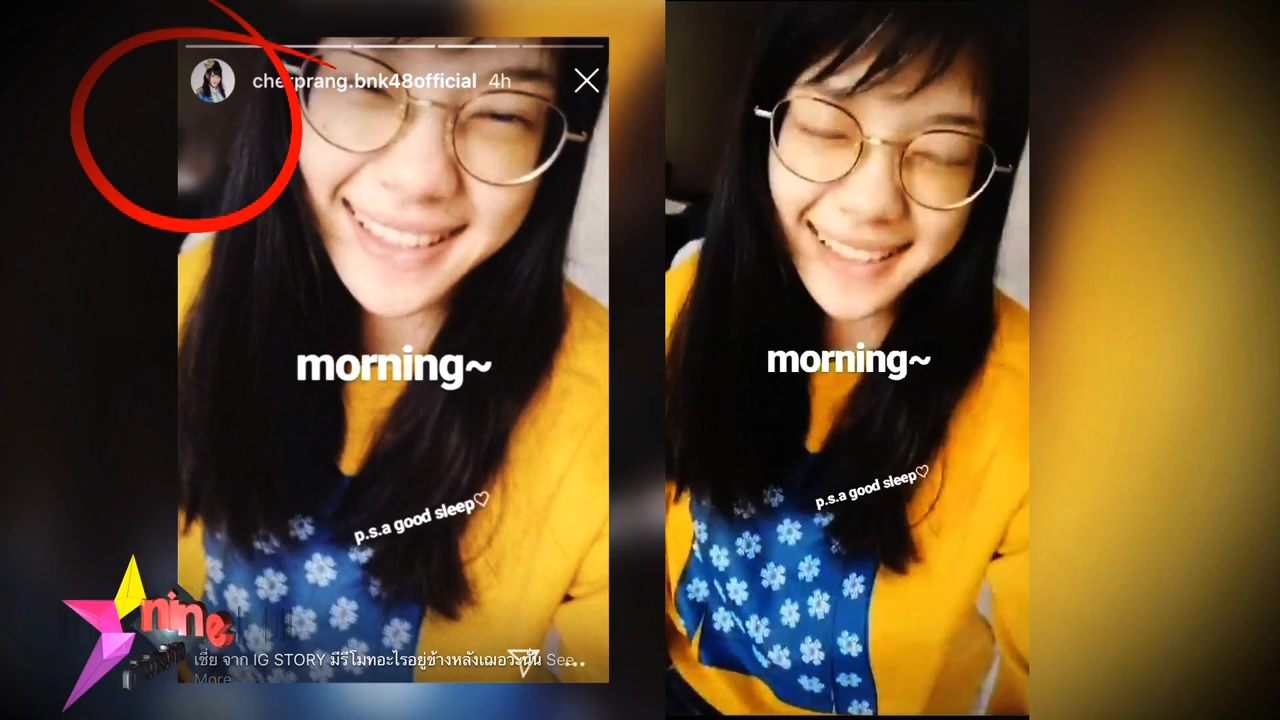 cherprang.bnk48official 4h
morning~
p.s.a good sleep♡
เชี่ย จาก IG STORY มีรีโมทอะไรอยู่ข้างหลังเฌอวะนั่น See
More
nine
morning~
p.s.a good sleep♡